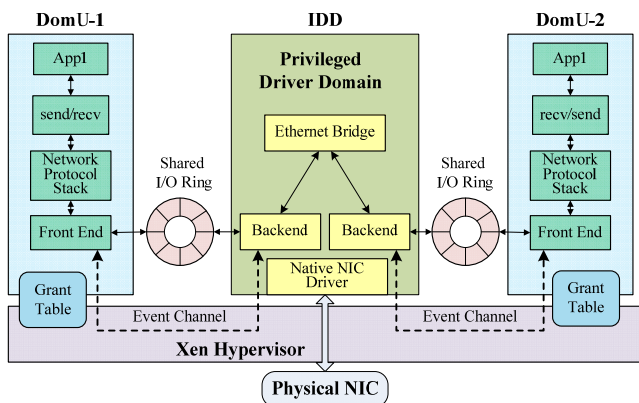 DomU-1
IDD
DomU-2
App1
send/recv
Network
Protocol
Stack
Front End
Grant
Table
Shared
I/O Ring
Privileged
Driver Domain
Ethernet Bridge
Backend
Backend
Native NIC
Driver
Shared
I/O Ring
App1
recv/send
Network
Protocol
Stack
Front End
Grant
Table
Event Channel
Event Channel
Xen Hypervisor
Physical NIC